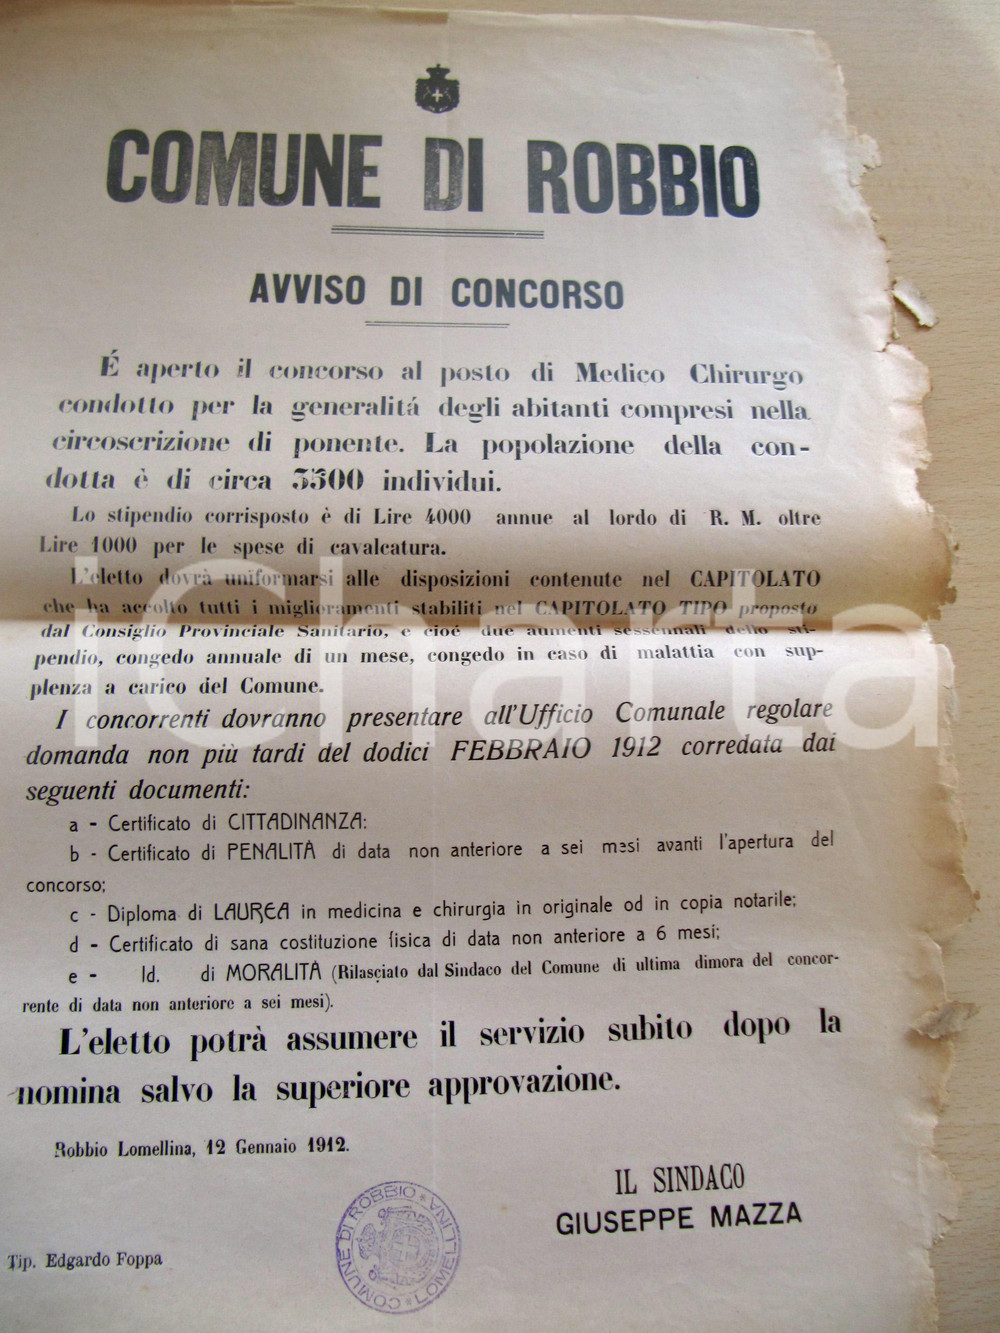 COMUNE DI ROBBIO
AVVISO DI CONCORSO
É aperto il concorso al posto di Medico Chirurgo
condotto per la generalitá degli abitanti compresi nella
circoscrizione di ponente. La popolazione della con-
dotta è di circa 3300 individui.
Lo stipendio corrisposto è di Lire 4000 annue al lordo di R. M. oltre
Lire 1000 per le spese di cavalcatura.
L'eletto dovrà uniformarsi alle disposizioni contenute nel CAPITOLATO
che ha accolto tutti i miglioramenti stabiliti nel CAPITOLATO TIPO proposto
dal Consiglio Provinciale Sanitario, e cioé due aumenti sessennali dello sti-
pendio, congedo annuale di un mese, congedo in caso di malattia con sup-
plenza a carico del Comune.
I concorrenti dovranno presentare all'Ufficio Comunale regolare
domanda non più tardi del dodici FEBBRAIO 1912 corredata dai
seguenti documenti:
a - Certificato di CITTADINANZA:
b - Certificato di PENALITÀ di data non anteriore a sei mesi avanti l'apertura del
concorso;
c - Diploma di LAUREA in medicina e chirurgia in originale od in copia notarile;
d - Certificato di sana costituzione fisica di data non anteriore a 6 mesi;
e - Id. di MORALITÀ (Rilasciato dal Sindaco del Comune di ultima dimora del concor-
rente di data non anteriore a sei mesi).
L'eletto potrà assumere il servizio subito dopo la
nomina salvo la superiore approvazione.
Robbio Lomellina, 12 Gennaio 1912.
IL SINDACO
GIUSEPPE MAZZA
COMUNE DI ROBBIO * LOMELLINA *
Tip. Edgardo Foppa
iCharta